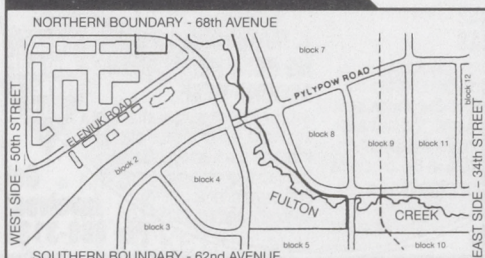 NORTHERN BOUNDARY - 68th AVENUE
block 7
PYLYPOW ROAD
block 12
WEST SIDE – 50th STREET
ELENIUK ROAD
block 8
block 9
block 11
EAST SIDE – 34th STREET
block 2
block 4
FULTON
CREEK
block 3
block 5
block 10
SOUTHERN BOUNDARY - 62nd AVENUE